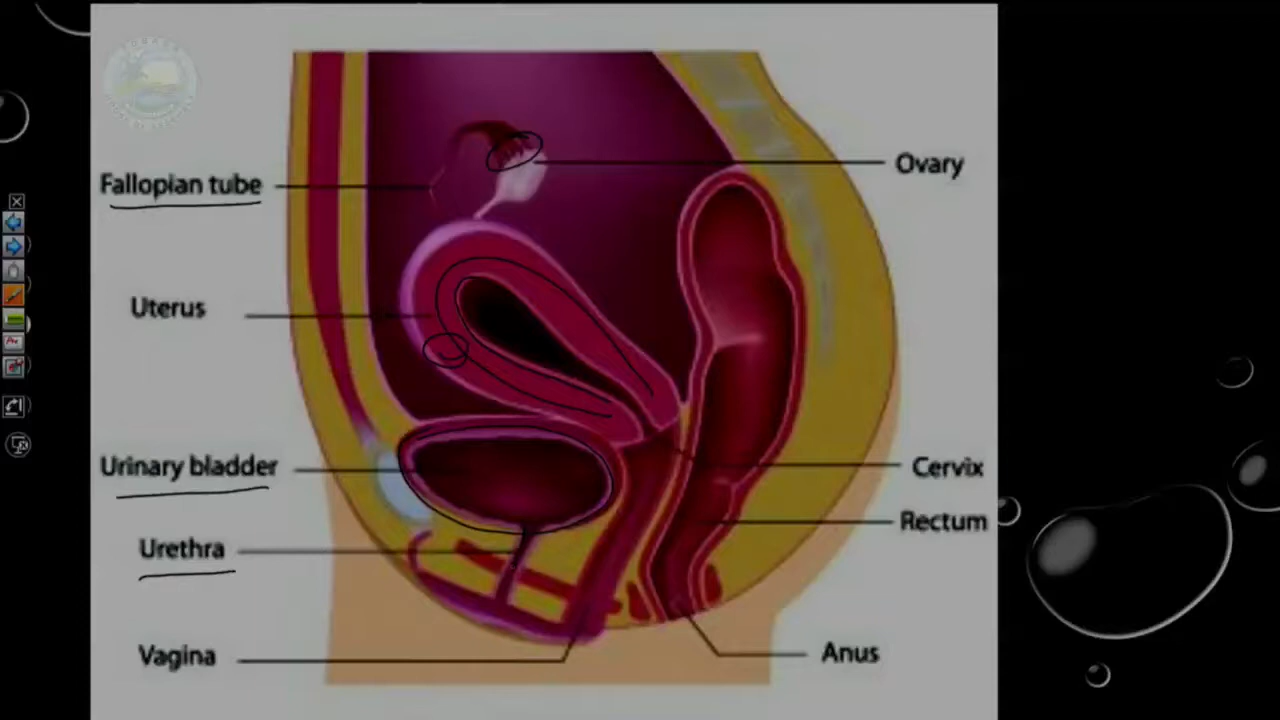 Fallopian tube
Ovary
Uterus
Urinary bladder
Cervix
Rectum
Urethra
Vagina
Anus